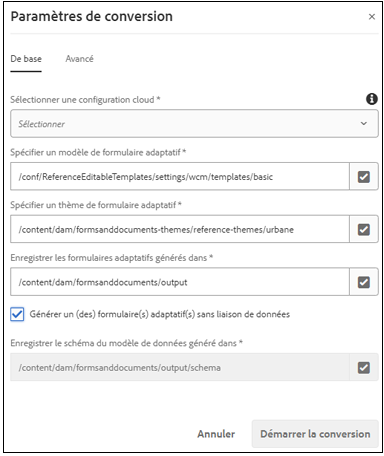 Paramètres de conversion
De base
Avancé
Sélectionner une configuration cloud *
Sélectionner
Spécifier un modèle de formulaire adaptatif *
/conf/ReferenceEditableTemplates/settings/wcm/templates/basic
Spécifier un thème de formulaire adaptatif *
/content/dam/formsanddocuments-themes/reference-themes/urbane
Enregistrer les formulaires adaptatifs générés dans *
/content/dam/formsanddocuments/output
Générer un (des) formulaire(s) adaptatif(s) sans liaison de données
Enregistrer le schéma du modèle de données généré dans *
/content/dam/formsanddocuments/output/schema
Annuler
Démarrer la conversion